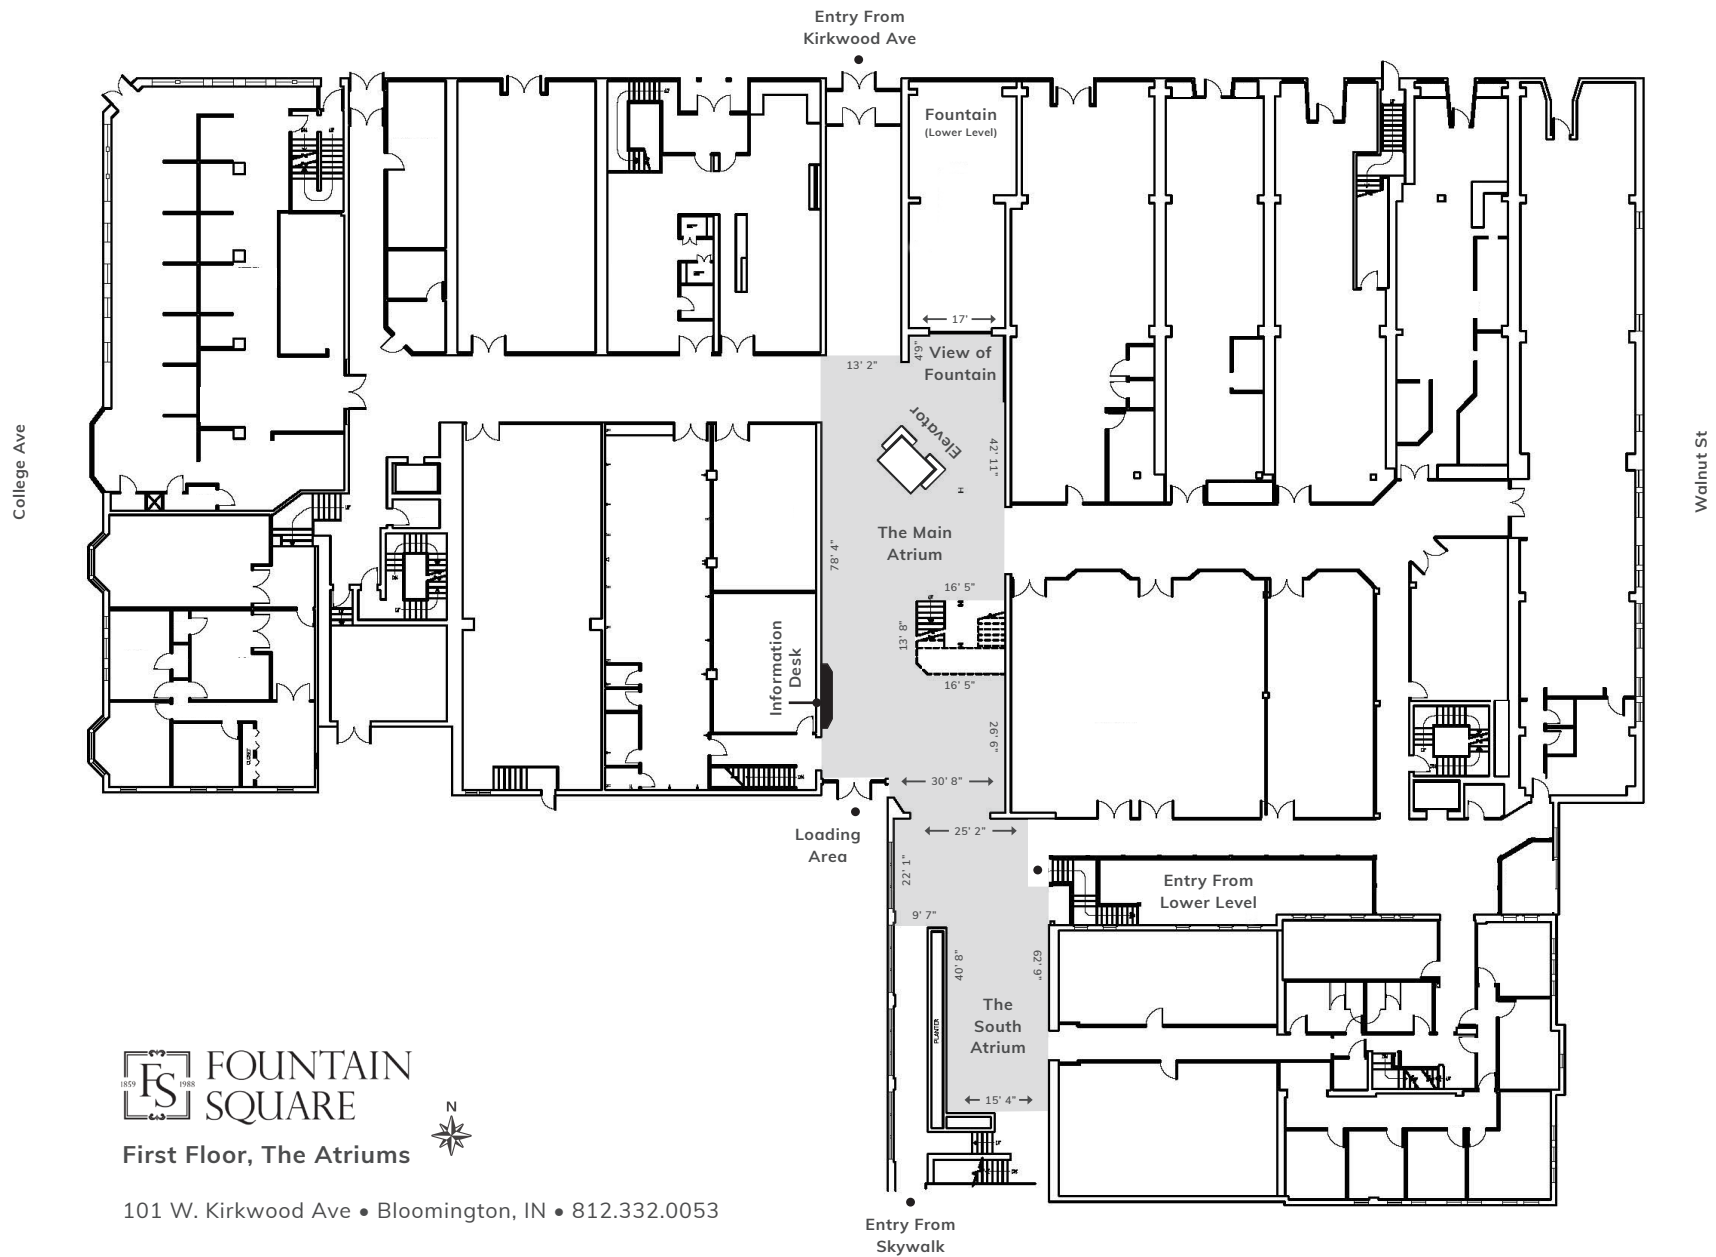 Entry From
Kirkwood Ave
Fountain
(Lower Level)
17'
View of
Fountain
4'9"
13' 2"
Elevator
42' 11"
College Ave
Walnut St
The Main
Atrium
78' 4"
16' 5"
13' 8"
16' 5"
Information
Desk
26' 6"
30' 8"
Loading
Area
25' 2"
22' 1"
Entry From
Lower Level
9' 7"
40' 8"
62' 9"
PLANTER
CLOSET
The
South
Atrium
15' 4"
FS
1859
1988
FOUNTAIN
SQUARE
N
First Floor, The Atriums
101 W. Kirkwood Ave • Bloomington, IN • 812.332.0053
Entry From
Skywalk